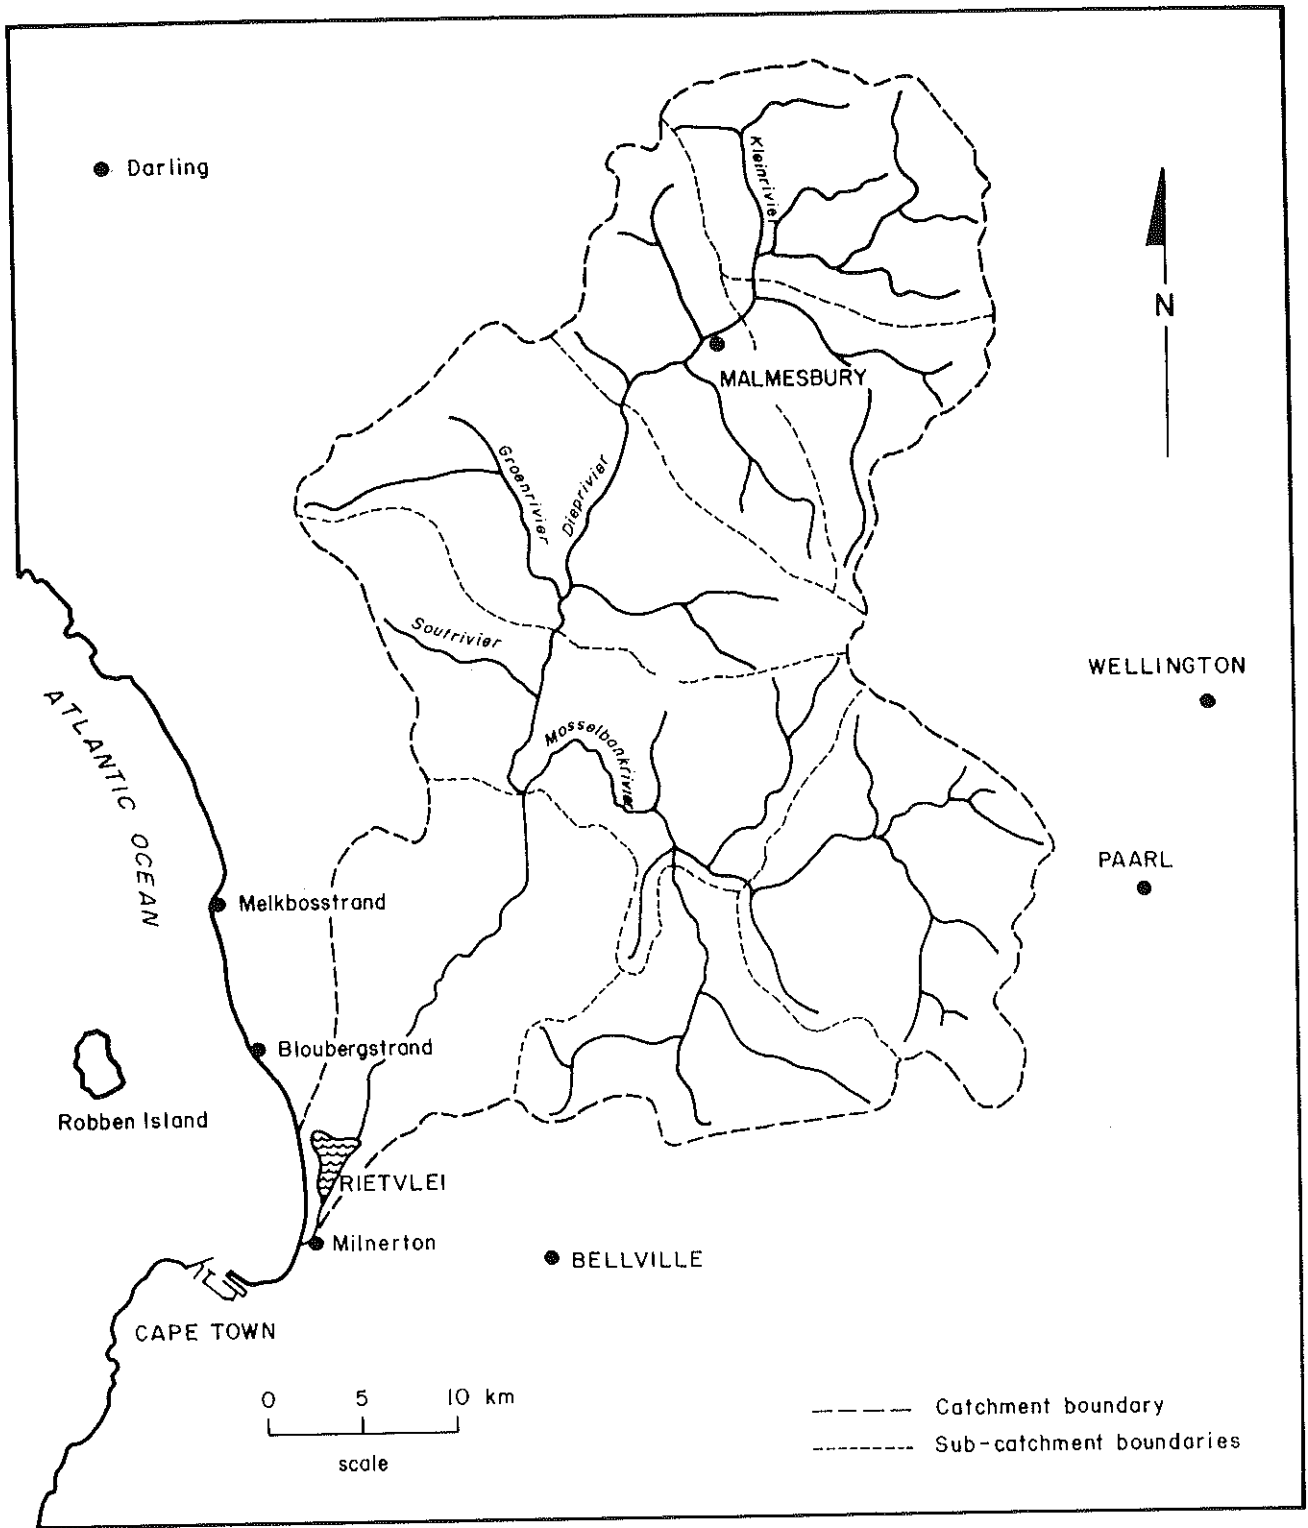 Darling
Kleinrivier
N
MALMESBURY
Groenrivier
Dieprivier
Soutrivier
WELLINGTON
ATLANTIC OCEAN
Mosselbankrivier
PAARL
Melkbosstrand
Bloubergstrand
Robben Island
RIETVLEI
Milnerton
BELLVILLE
CAPE TOWN
0 5 10 km
scale
Catchment boundary
Sub-catchment boundaries